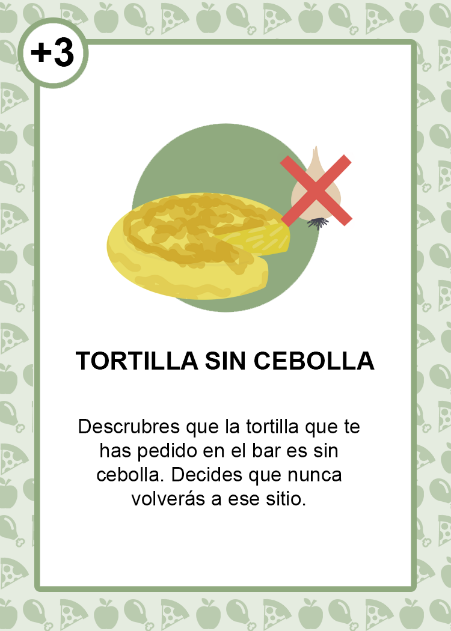 +3
TORTILLA SIN CEBOLLA
Descrubres que la tortilla que te
has pedido en el bar es sin
cebolla. Decides que nunca
volverás a ese sitio.